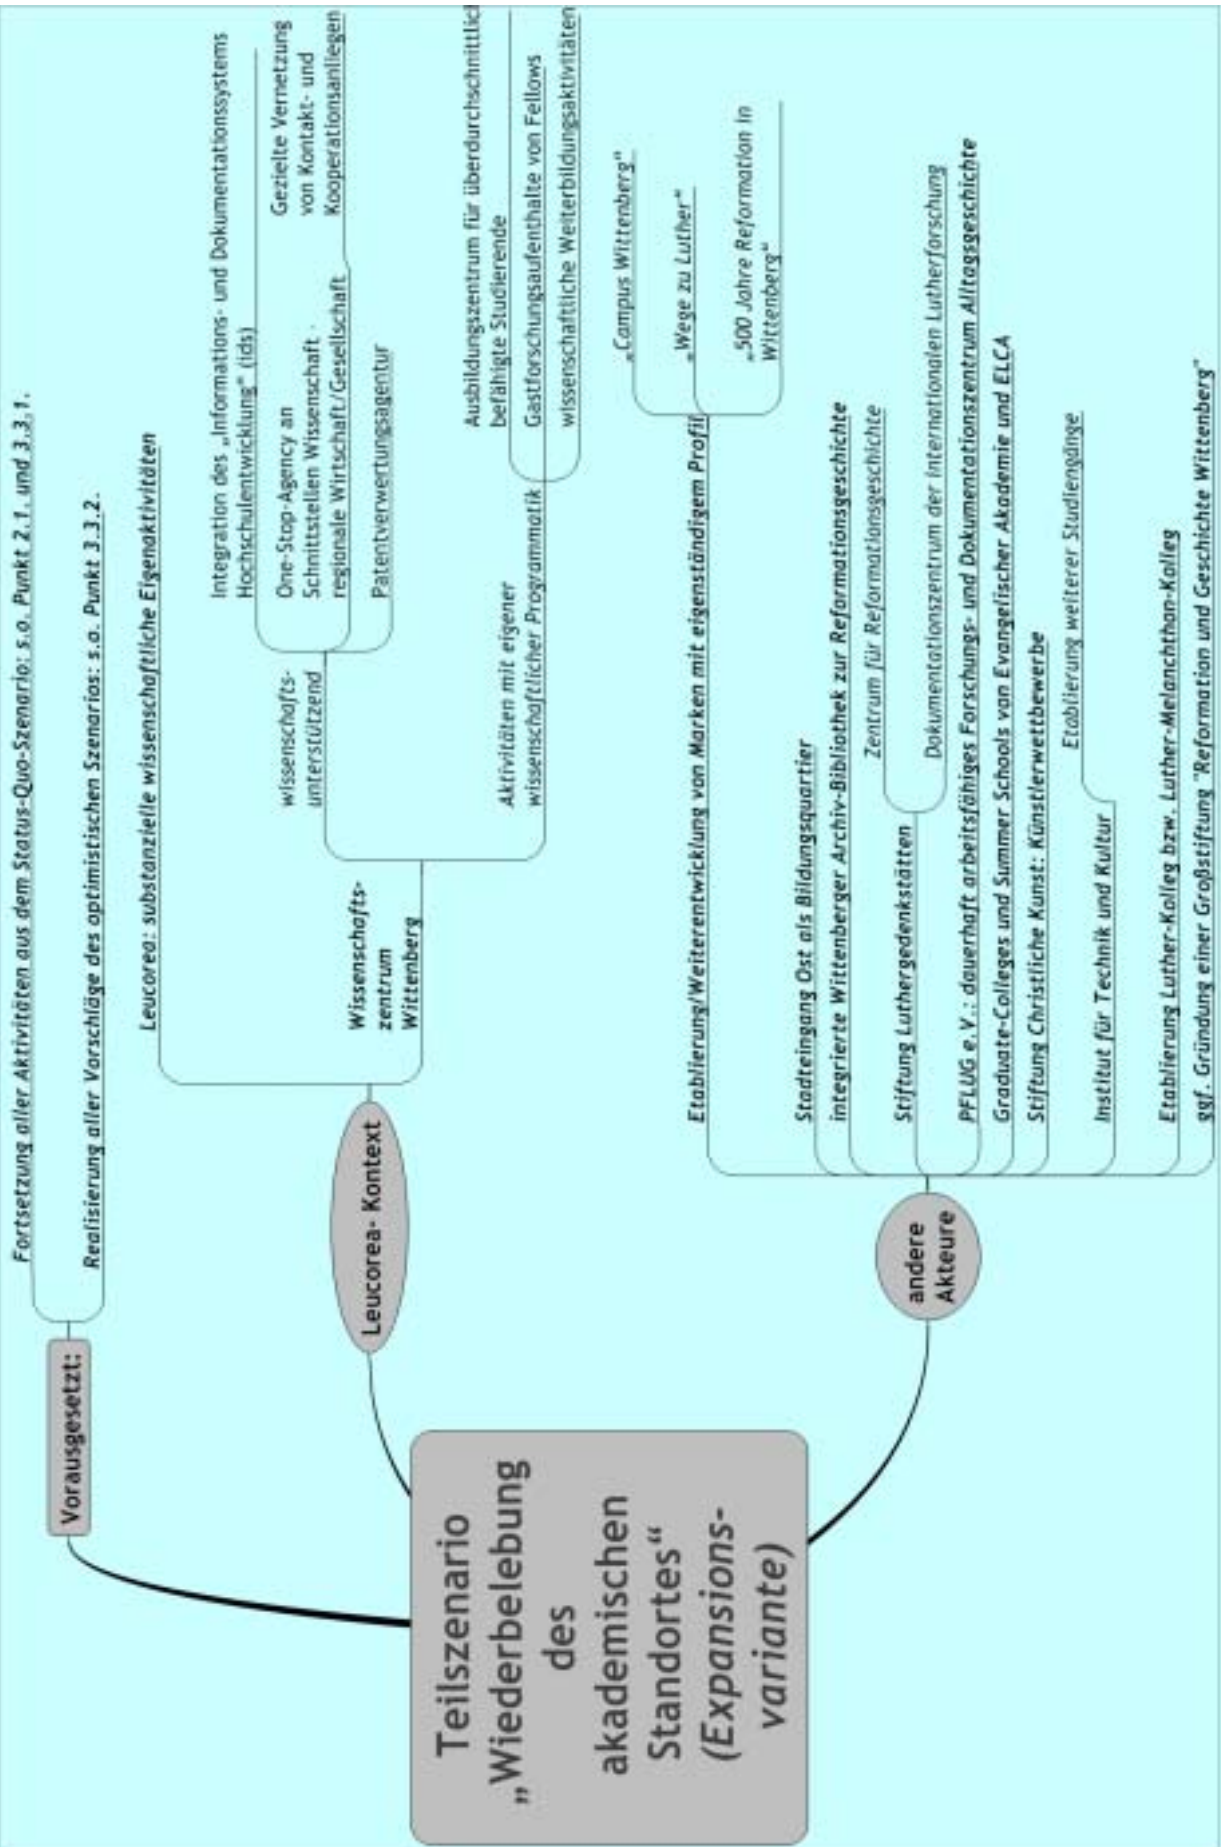 Teilszenario
„Wiederbelebung
des
akademischen
Standortes“
(Expansions-
variante)
Vorausgesetzt:
Fortsetzung aller Aktivitäten aus dem Status-Quo-Szenario: s.o. Punkt 2.1. und 3.3.1.
Realisierung aller Vorschläge des optimistischen Szenarios: s.o. Punkt 3.3.2.
Leucorea- Kontext
Leucorea: substanzielle wissenschaftliche Eigenaktivitäten
Wissenschafts-
zentrum
Wittenberg
wissenschafts-
unterstützend
Integration des „Informations- und Dokumentationssystems
Hochschulentwicklung“ (ids)
One-Stop-Agency an
Schnittstellen Wissenschaft -
regionale Wirtschaft/Gesellschaft
Gezielte Vernetzung
von Kontakt- und
Kooperationsanliegen
Patentverwertungsagentur
Aktivitäten mit eigener
wissenschaftlicher Programmatik
Ausbildungszentrum für überdurchschnittlich
befähigte Studierende
Gastforschungsaufenthalte von Fellows
wissenschaftliche Weiterbildungsaktivitäten
andere
Akteure
Etablierung/Weiterentwicklung von Marken mit eigenständigem Profil
„Campus Wittenberg“
„Wege zu Luther“
„500 Jahre Reformation in
Wittenberg“
Stadteingang Ost als Bildungsquartier
integrierte Wittenberger Archiv-Bibliothek zur Reformationsgeschichte
Stiftung Luthergedenkstätten
Zentrum für Reformationsgeschichte
Dokumentationszentrum der Internationalen Lutherforschung
PFLUG e.V.: dauerhaft arbeitsfähiges Forschungs- und Dokumentationszentrum Alltagsgeschichte
Graduate-Colleges und Summer Schools von Evangelischer Akademie und ELCA
Stiftung Christliche Kunst: Künstlerwettbewerbe
Institut für Technik und Kultur
Etablierung weiterer Studiengänge
Etablierung Luther-Kolleg bzw. Luther-Melanchthon-Kolleg
ggf. Gründung einer Großstiftung "Reformation und Geschichte Wittenberg"